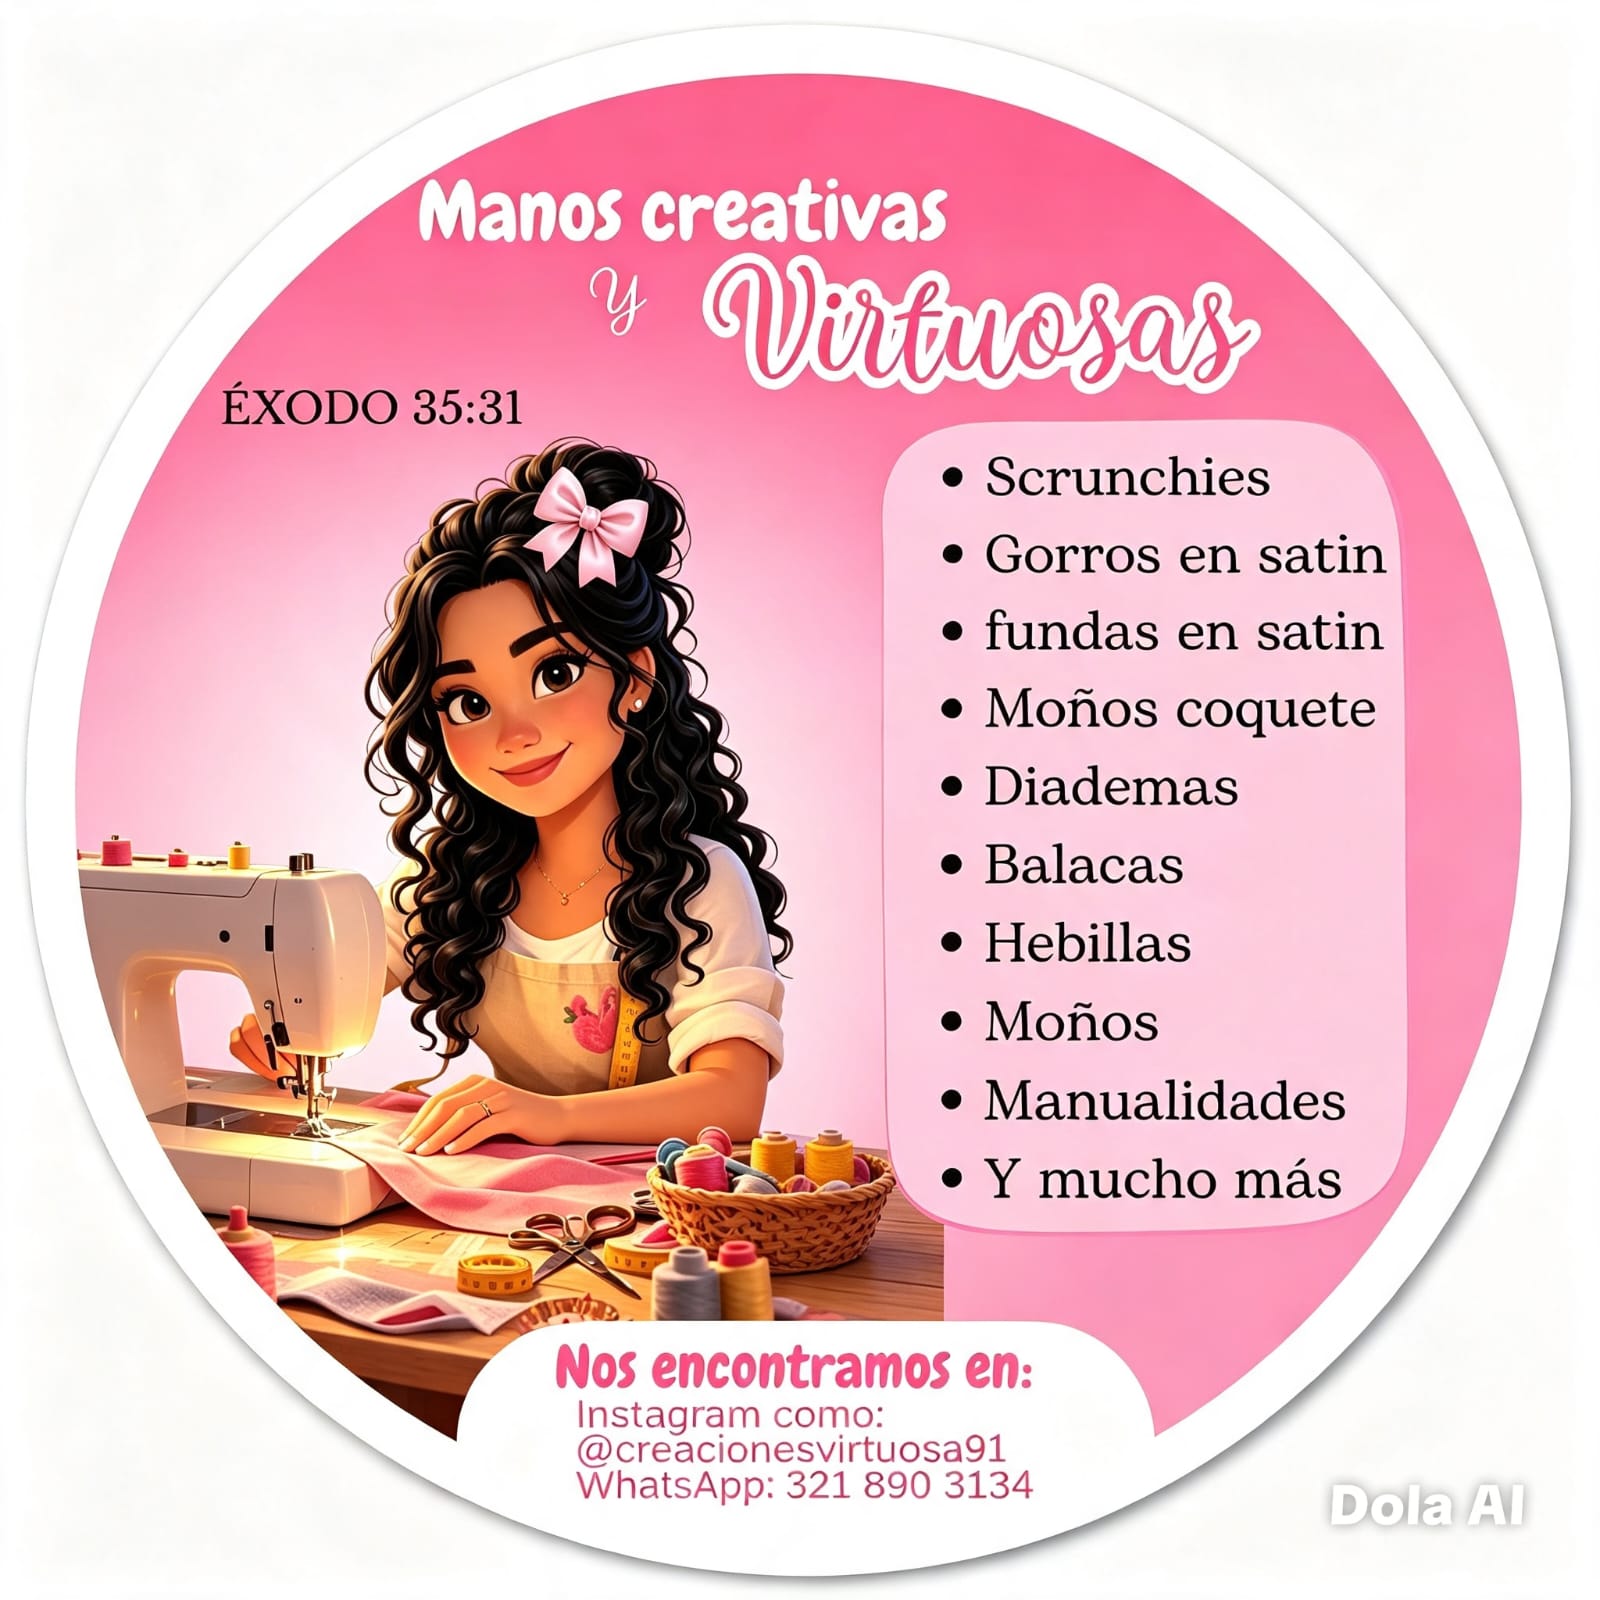 Manos creativas
y Virtuosas
ÉXODO 35:31
• Scrunchies
• Gorros en satin
• fundas en satin
• Moños coquete
• Diademas
• Balacas
• Hebillas
• Moños
• Manualidades
• Y mucho más
Nos encontramos en:
Instagram como:
@creacionesvirtuosa91
WhatsApp: 321 890 3134
Dola AI